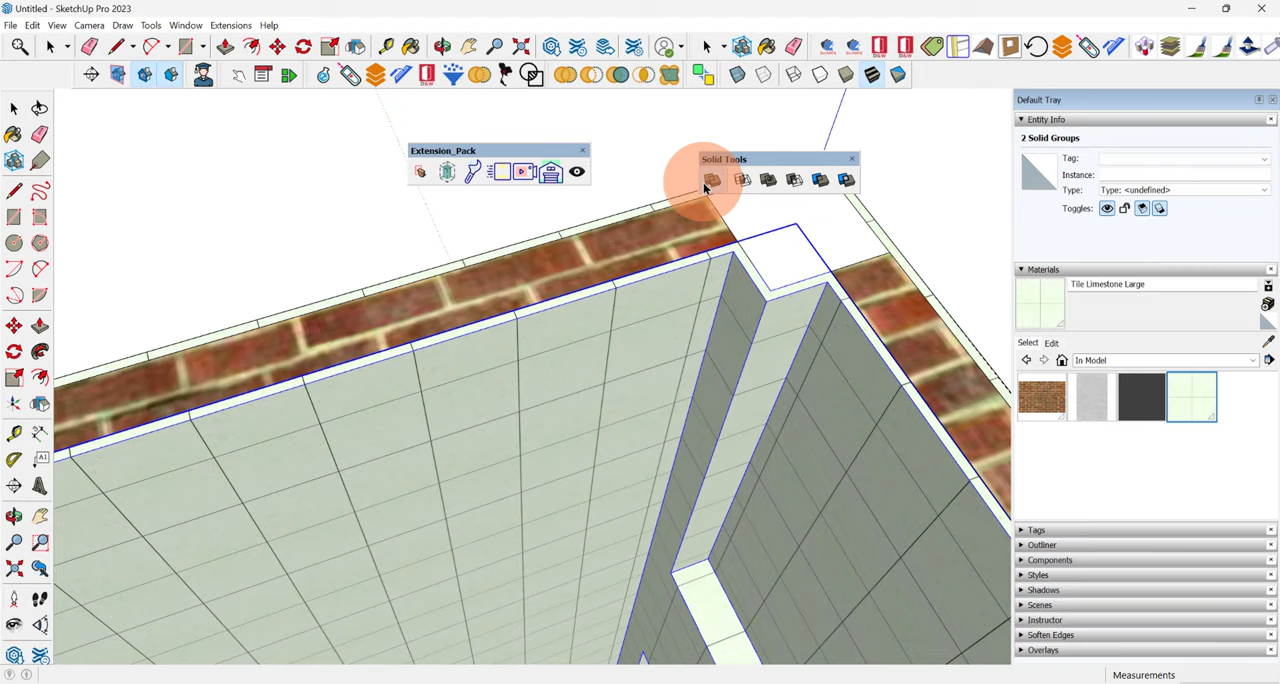 Untitled - SketchUp Pro 2023
File Edit View Camera Draw Tools Window Extensions Help
D&W
D&W
D&W
Extension_Pack
Solid Tools
A1
Default Tray
Entity Info
2 Solid Groups
Tag:
Instance:
Type: Type: <undefined>
Toggles:
Materials
Tile Limestone Large
Select Edit
In Model
Tags
Outliner
Components
Styles
Shadows
Scenes
Instructor
Soften Edges
Overlays
Measurements